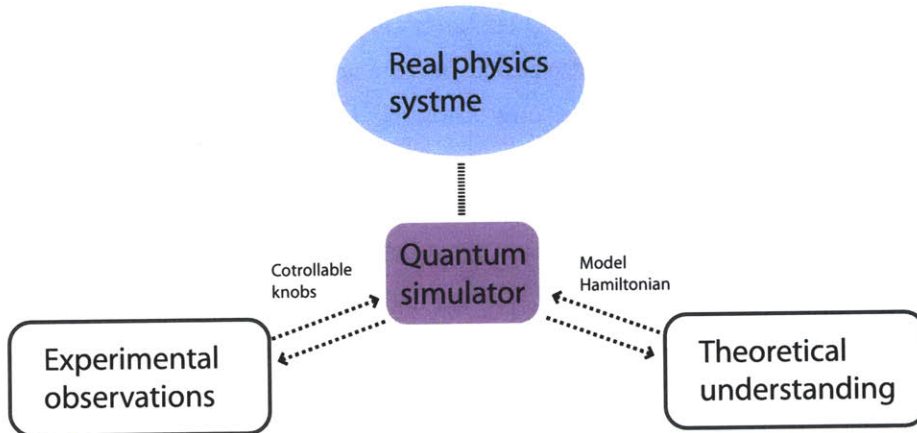 Real physics
systme
Quantum
simulator
Cotrollable
knobs
Model
Hamiltonian
Experimental
observations
Theoretical
understanding